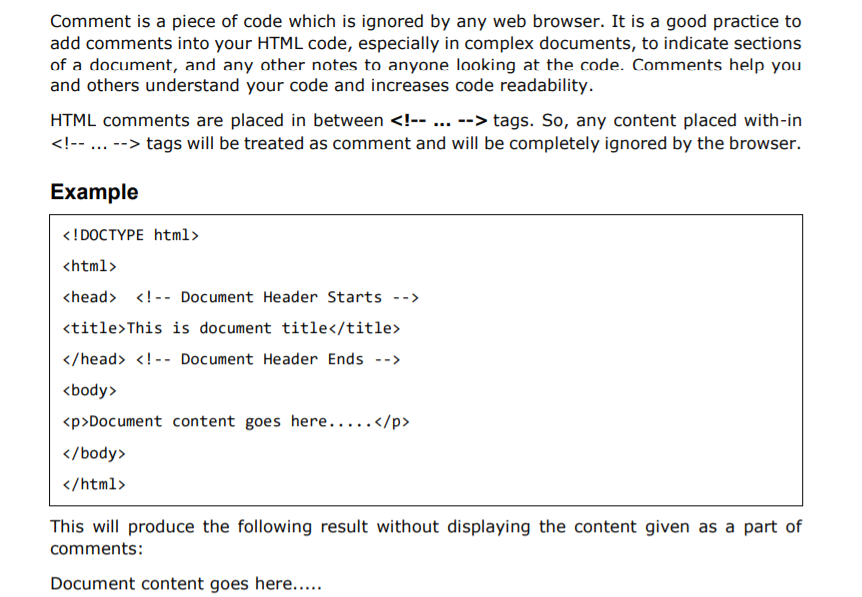 Comment is a piece of code which is ignored by any web browser. It is a good practice to
add comments into your HTML code, especially in complex documents, to indicate sections
of a document, and any other notes to anyone looking at the code. Comments help you
and others understand your code and increases code readability.
HTML comments are placed in between <!-- ... --> tags. So, any content placed with-in
<!-- ... --> tags will be treated as comment and will be completely ignored by the browser.
Example
<!DOCTYPE html>
<html>
<head>  <!-- Document Header Starts -->
<title>This is document title</title>
</head> <!-- Document Header Ends -->
<body>
<p>Document content goes here.....</p>
</body>
</html>
This will produce the following result without displaying the content given as a part of
comments:
Document content goes here.....